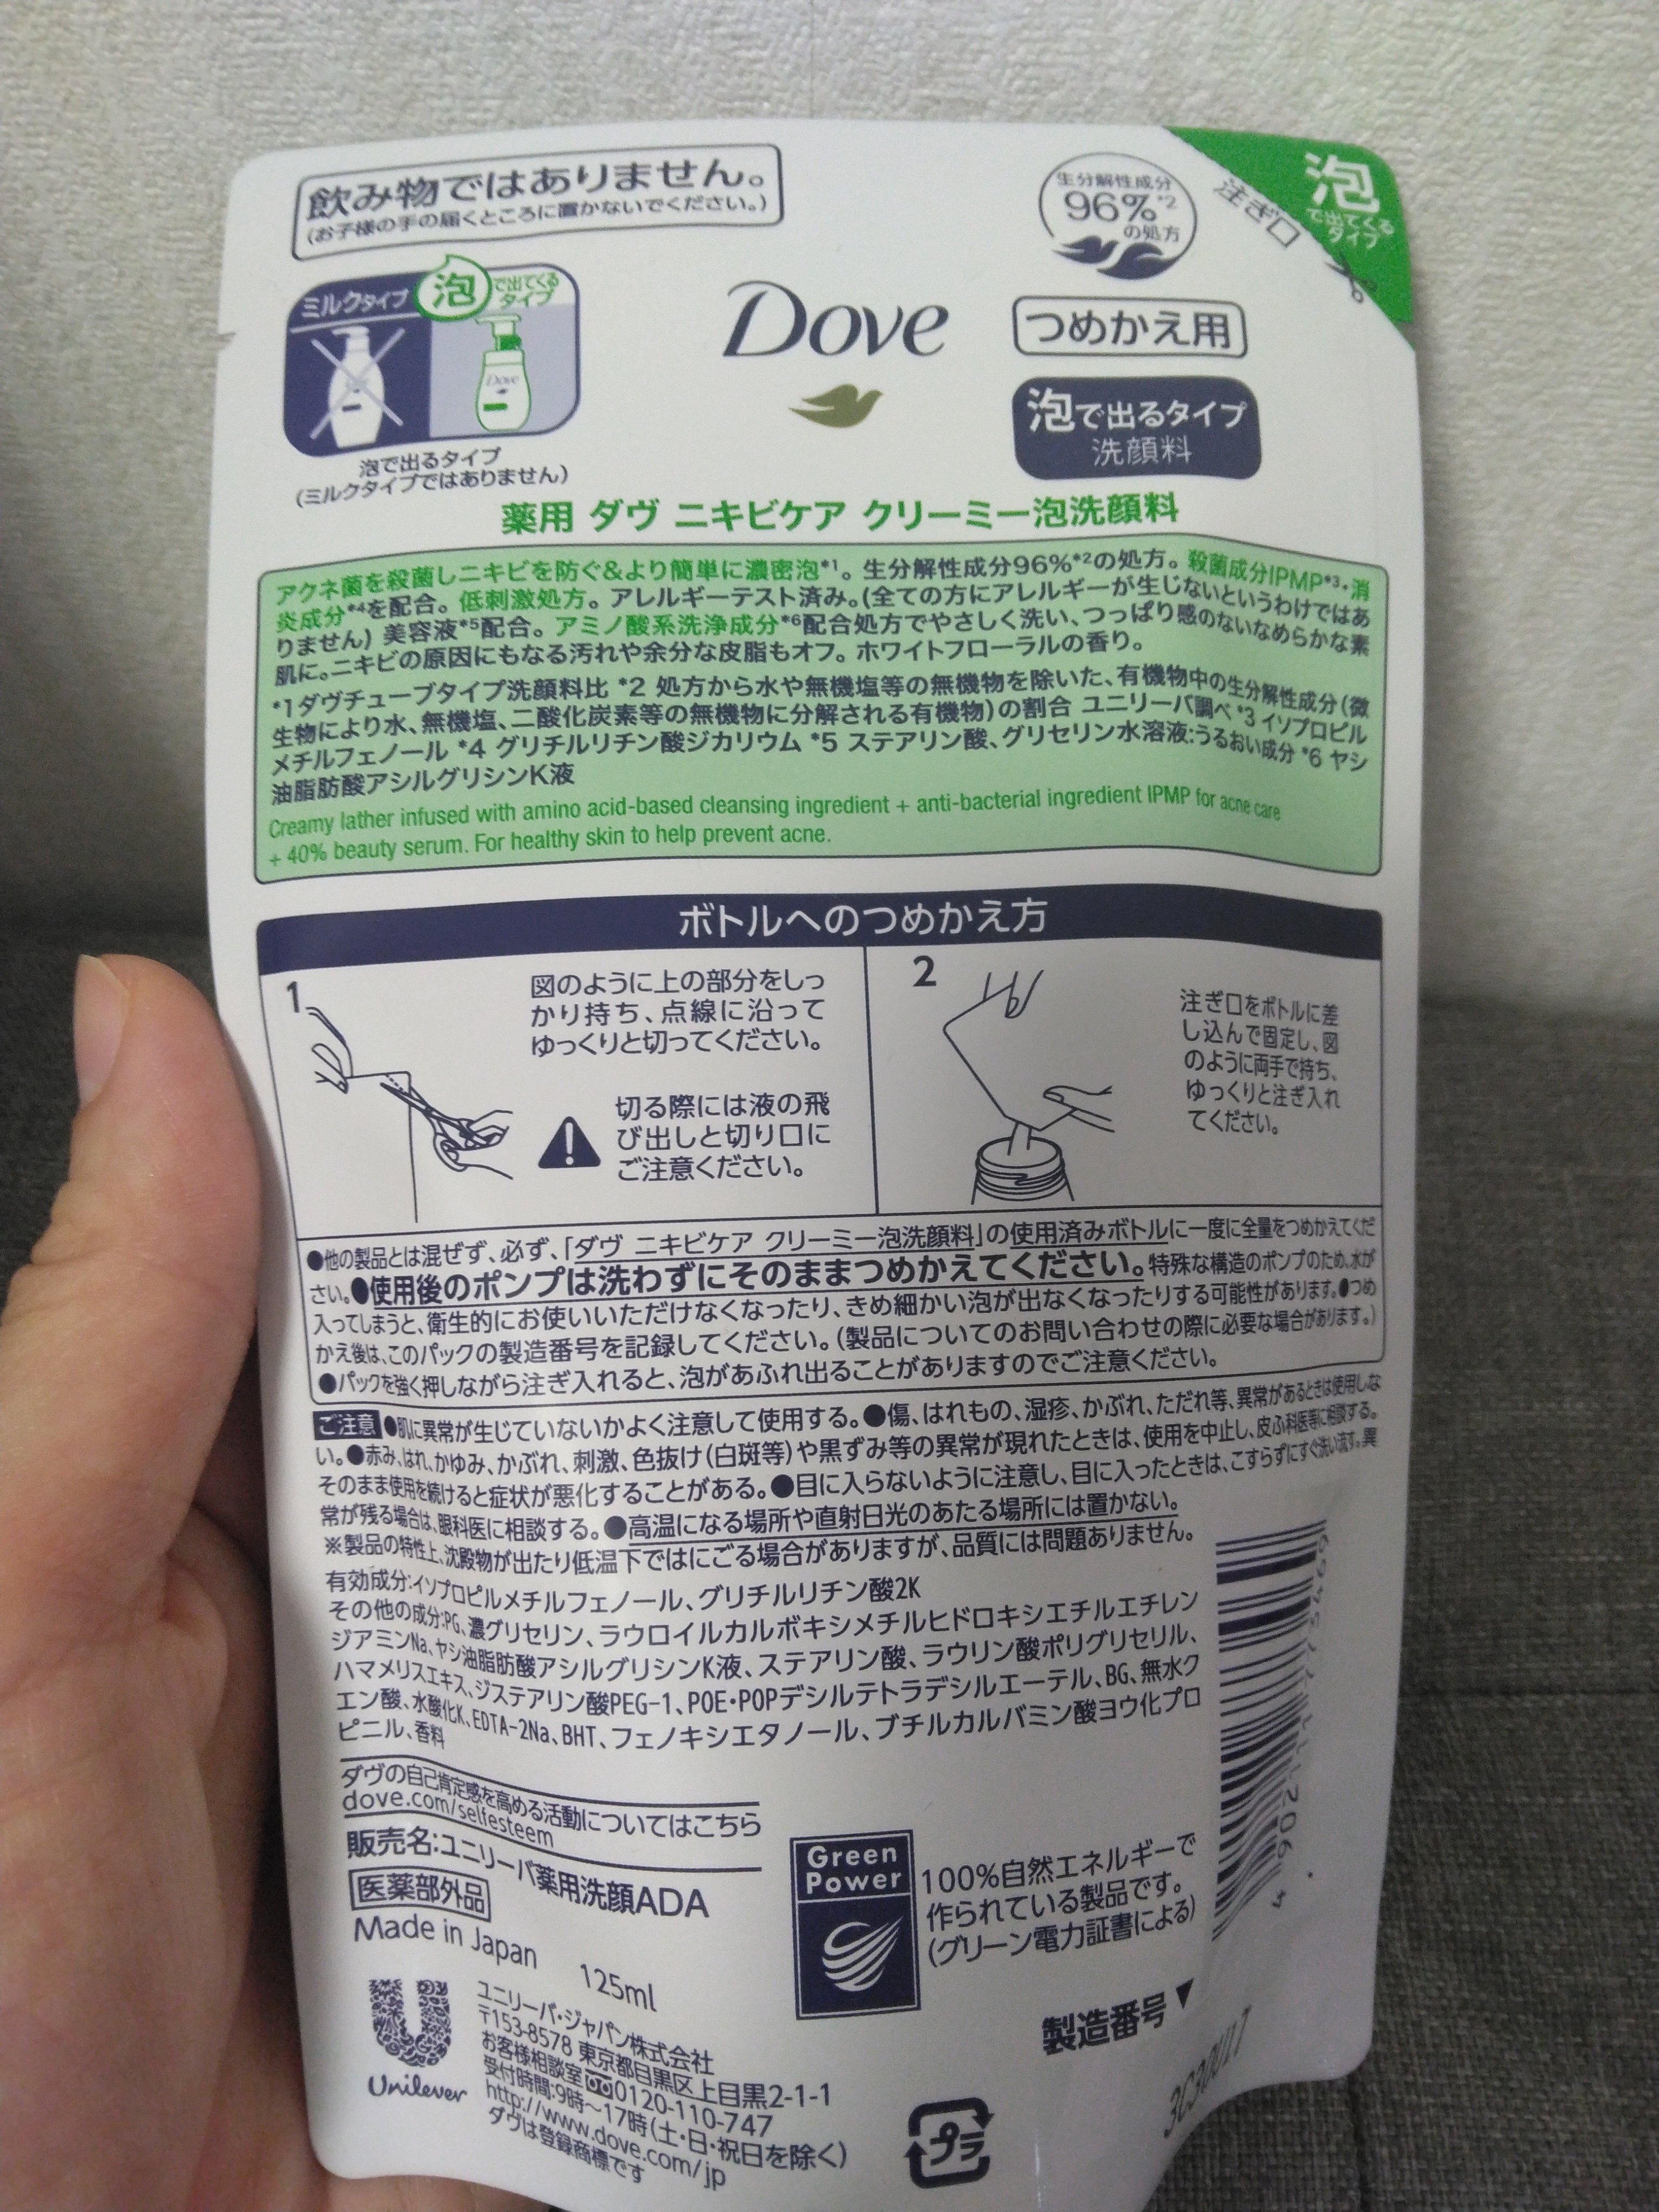 飲み物ではありません。
(お子様の手の届くところに置かないでください。)
生分解性成分
96%*2
の処方
注ぎ口
泡
で出てくる
タイプ
ミルクタイプ
泡
で出てくる
タイプ
Dove
泡で出るタイプ
(ミルクタイプではありません)
Dove
つめかえ用
泡で出るタイプ
洗顔料
薬用 ダヴ ニキビケア クリーミー泡洗顔料
アクネ菌を殺菌しニキビを防ぐ&より簡単に濃密泡*1。生分解性成分96%*2の処方。殺菌成分IPMP*3・消
炎成分*4を配合。低刺激処方。アレルギーテスト済み。(全ての方にアレルギーが生じないというわけではあ
りません) 美容液*5配合。アミノ酸系洗浄成分*6配合処方でやさしく洗い、つっぱり感のないなめらかな素
肌に。ニキビの原因にもなる汚れや余分な皮脂もオフ。ホワイトフローラルの香り。
*1ダヴチューブタイプ洗顔料比 *2 処方から水や無機塩等の無機物を除いた、有機物中の生分解性成分(微
生物により水、無機塩、二酸化炭素等の無機物に分解される有機物)の割合 ユニリーバ調べ *3 イソプロピル
メチルフェノール *4 グリチルリチン酸ジカリウム *5 ステアリン酸、グリセリン水溶液:うるおい成分 *6 ヤシ
油脂肪酸アシルグリシンK液
Creamy lather infused with amino acid-based cleansing ingredient + anti-bacterial ingredient IPMP for acne care
+ 40% beauty serum. For healthy skin to help prevent acne.
ボトルへのつめかえ方
1
図のように上の部分をしっ
かり持ち、点線に沿って
ゆっくりと切ってください。
切る際には液の飛
び出しと切り口に
ご注意ください。
2
注ぎ口をボトルに差
し込んで固定し、図
のように両手で持ち、
ゆっくりと注ぎ入れ
てください。
●他の製品とは混ぜず、必ず、「ダヴ ニキビケア クリーミー泡洗顔料」の使用済みボトルに一度に全量をつめかえてくだ
さい。●使用後のポンプは洗わずにそのままつめかえてください。特殊な構造のポンプのため、水が
入ってしまうと、衛生的にお使いいただけなくなったり、きめ細かい泡が出なくなったりする可能性があります。●つめ
かえ後は、このパックの製造番号を記録してください。(製品についてのお問い合わせの際に必要な場合があります。)
●パックを強く押しながら注ぎ入れると、泡があふれ出ることがありますのでご注意ください。
ご注意 ●肌に異常が生じていないかよく注意して使用する。●傷、はれもの、湿疹、かぶれ、ただれ等、異常があるときは使用しな
い。●赤み、はれ、かゆみ、かぶれ、刺激、色抜け(白斑等)や黒ずみ等の異常が現れたときは、使用を中止し、皮ふ科医等に相談する。
そのまま使用を続けると症状が悪化することがある。●目に入らないように注意し、目に入ったときは、こすらずにすぐ洗い流す。異
常が残る場合は、眼科医に相談する。●高温になる場所や直射日光のあたる場所には置かない。
※製品の特性上、沈殿物が出たり低温下ではにごる場合がありますが、品質には問題ありません。
有効成分:イソプロピルメチルフェノール、グリチルリチン酸2K
その他の成分:PG、濃グリセリン、ラウロイルカルボキシメチルヒドロキシエチルエチレン
ジアミンNa、ヤシ油脂肪酸アシルグリシンK液、ステアリン酸、ラウリン酸ポリグリセリル、
ハマメリスエキス、ジステアリン酸PEG-1、POE・POPデシルテトラデシルエーテル、BG、無水ク
エン酸、水酸化K、EDTA-2Na、BHT、フェノキシエタノール、ブチルカルバミン酸ヨウ化プロ
ピニル、香料
ダヴの自己肯定感を高める活動についてはこちら
dove.com/selfesteem
販売名:ユニリーバ薬用洗顔ADA
医薬部外品
Made in Japan
125ml
Green
Power
100%自然エネルギーで
作られている製品です。
(グリーン電力証書による)
Unilever
ユニリーバ・ジャパン株式会社
〒153-8578 東京都目黒区上目黒2-1-1
お客様相談室 0120-110-747
受付時間:9時～17時(土・日・祝日を除く)
http://www.dove.com/jp
ダヴは登録商標です
製造番号▼
プラ